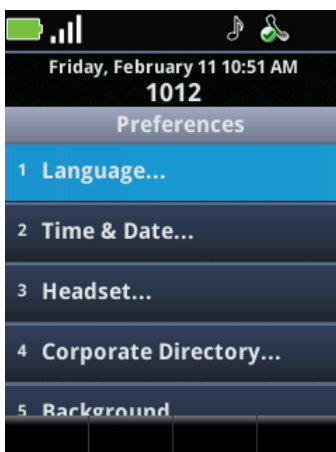 Friday, February 11 10:51 AM
1012
Preferences
1 Language...
2 Time & Date...
3 Headset...
4 Corporate Directory...
5 Background